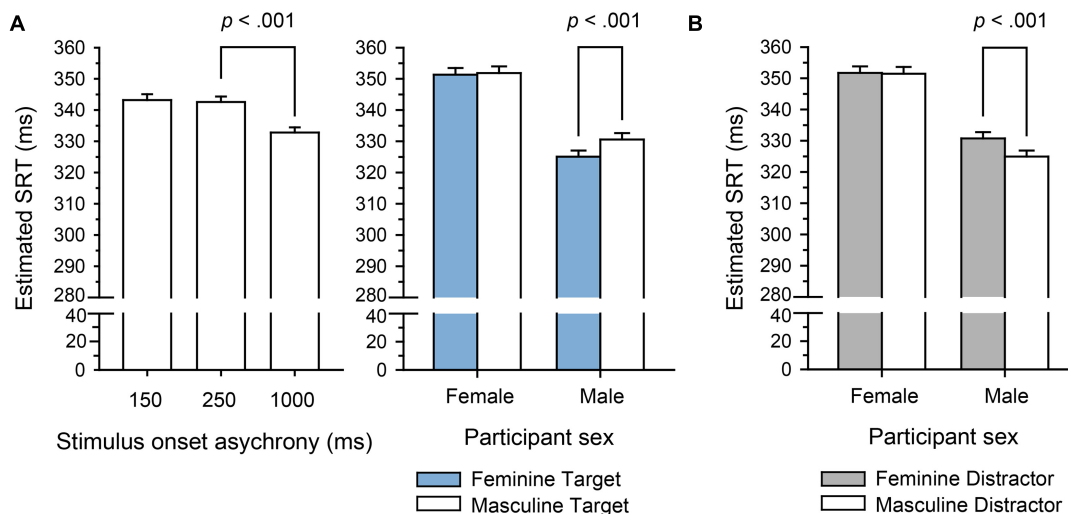 A
p < .001
p < .001
B
p < .001
Estimated SRT (ms)
360
350
340
330
320
310
300
290
280
40
20
0
150 250 1000
Stimulus onset asychrony (ms)
360
350
340
330
320
310
300
290
280
40
20
0
Female Male
Participant sex
Feminine Target
Masculine Target
Estimated SRT (ms)
360
350
340
330
320
310
300
290
280
40
20
0
Female Male
Participant sex
Feminine Distractor
Masculine Distractor